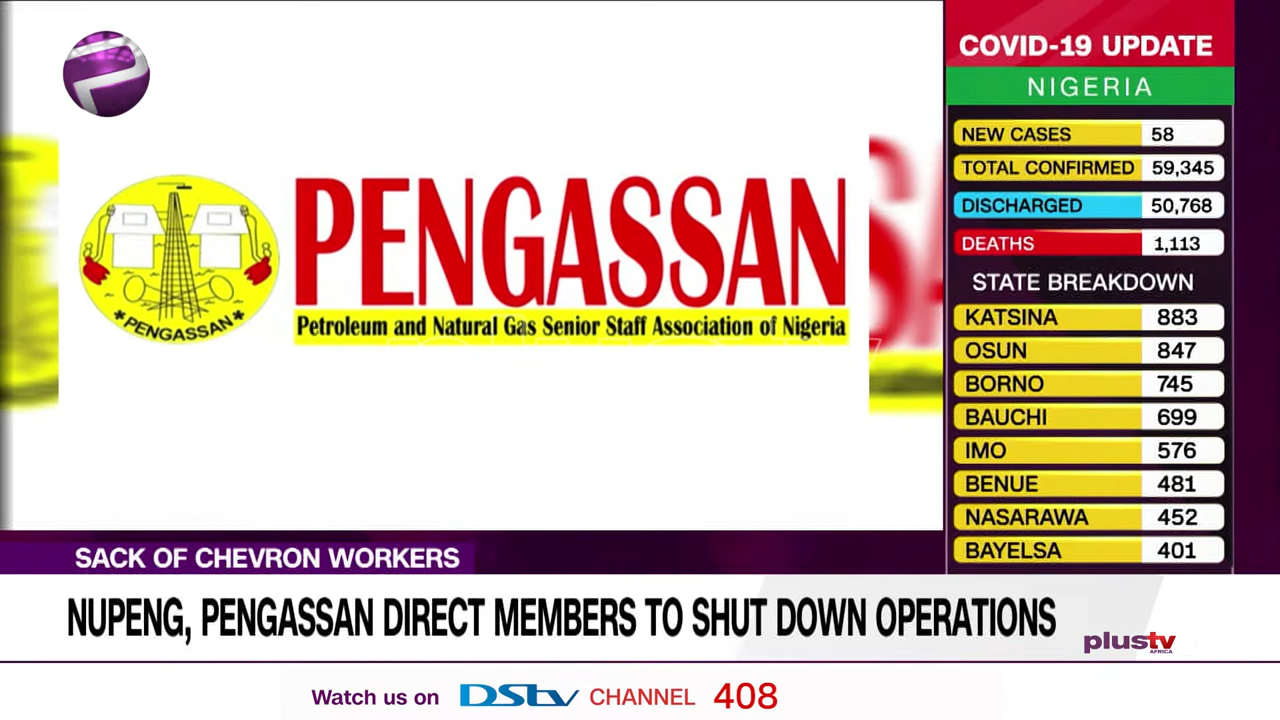 PENGASSAN
PENGASSAN
Petroleum and Natural Gas Senior Staff Association of Nigeria
COVID-19 UPDATE
NIGERIA
NEW CASES 58
TOTAL CONFIRMED 59,345
DISCHARGED 50,768
DEATHS 1,113
STATE BREAKDOWN
KATSINA 883
OSUN 847
BORNO 745
BAUCHI 699
IMO 576
BENUE 481
NASARAWA 452
BAYELSA 401
SACK OF CHEVRON WORKERS
NUPENG, PENGASSAN DIRECT MEMBERS TO SHUT DOWN OPERATIONS
plustv
AFRICA
Watch us on DStv CHANNEL 408